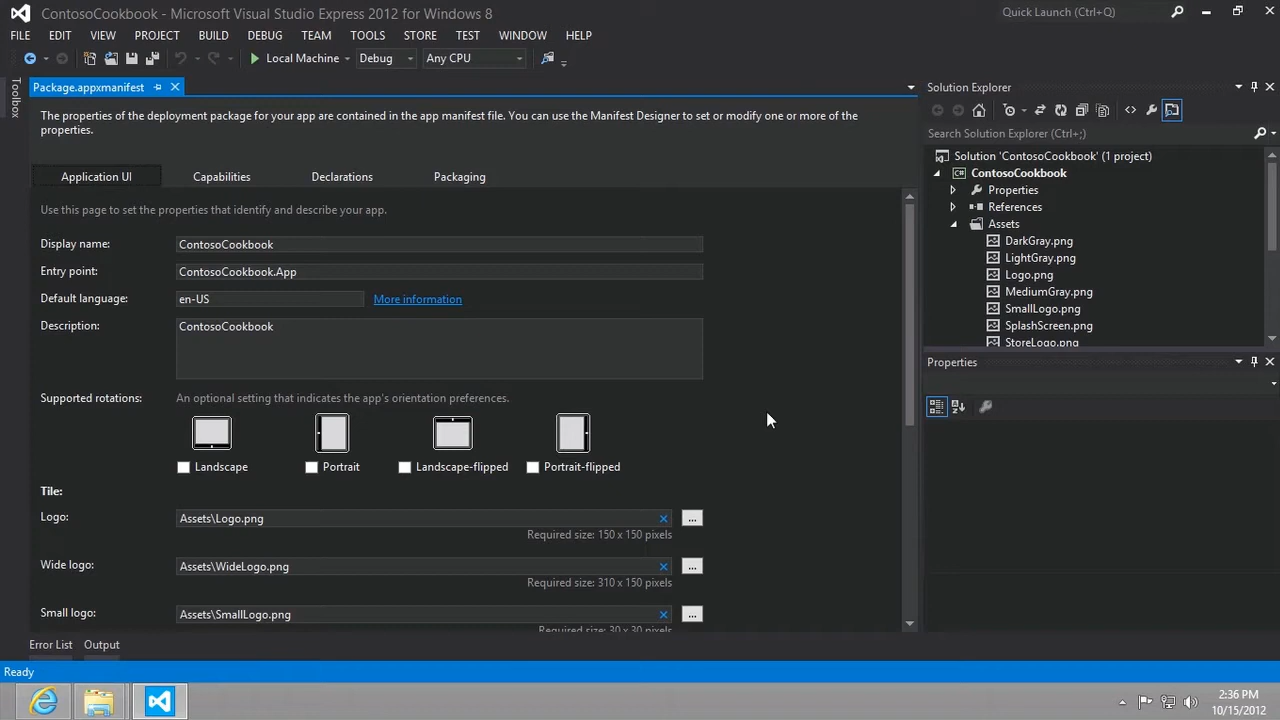 ContosoCookbook - Microsoft Visual Studio Express 2012 for Windows 8
Quick Launch (Ctrl+Q)
FILE EDIT VIEW PROJECT BUILD DEBUG TEAM TOOLS STORE TEST WINDOW HELP
Local Machine Debug Any CPU
Toolbox
Package.appxmanifest
The properties of the deployment package for your app are contained in the app manifest file. You can use the Manifest Designer to set or modify one or more of the
properties.
Application UI Capabilities Declarations Packaging
Use this page to set the properties that identify and describe your app.
Display name: ContosoCookbook
Entry point: ContosoCookbook.App
Default language: en-US More information
Description: ContosoCookbook
Supported rotations: An optional setting that indicates the app's orientation preferences.
Landscape Portrait Landscape-flipped Portrait-flipped
Tile:
Logo: Assets\Logo.png ...
Required size: 150 x 150 pixels
Wide logo: Assets\WideLogo.png ...
Required size: 310 x 150 pixels
Small logo: Assets\SmallLogo.png ...
Required size: 30 x 30 pixels
Solution Explorer
Search Solution Explorer (Ctrl+;)
Solution 'ContosoCookbook' (1 project)
ContosoCookbook
Properties
References
Assets
DarkGray.png
LightGray.png
Logo.png
MediumGray.png
SmallLogo.png
SplashScreen.png
StoreLogo.png
Properties
Error List Output
Ready
2:36 PM
10/15/2012